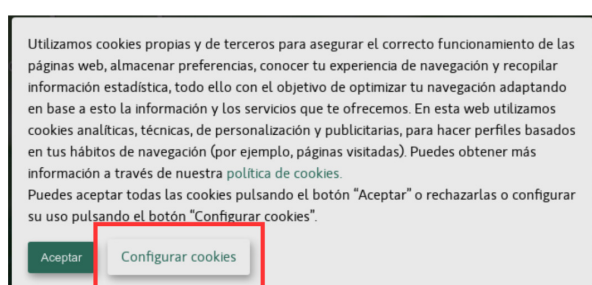 Utilizamos cookies propias y de terceros para asegurar el correcto funcionamiento de las
páginas web, almacenar preferencias, conocer tu experiencia de navegación y recopilar
información estadística, todo ello con el objetivo de optimizar tu navegación adaptando
en base a esto la información y los servicios que te ofrecemos. En esta web utilizamos
cookies analíticas, técnicas, de personalización y publicitarias, para hacer perfiles basados
en tus hábitos de navegación (por ejemplo, páginas visitadas). Puedes obtener más
información a través de nuestra política de cookies.
Puedes aceptar todas las cookies pulsando el botón "Aceptar" o rechazarlas o configurar
su uso pulsando el botón "Configurar cookies".
Aceptar Configurar cookies